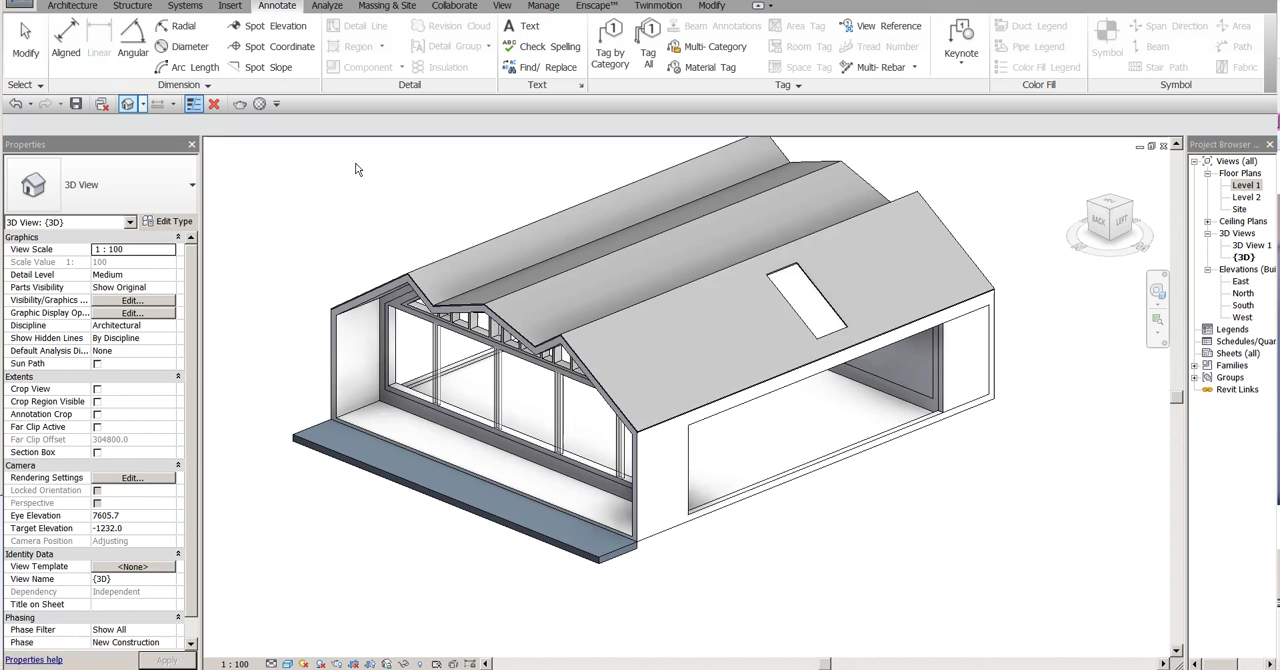 Architecture Structure Systems Insert Annotate Analyze Massing & Site Collaborate View Manage Enscape™ Twinmotion Modify
Modify
Select
Aligned
Linear
Angular
Radial
Diameter
Arc Length
Spot Elevation
Spot Coordinate
Spot Slope
Dimension
Detail Line
Region
Component
Revision Cloud
Detail Group
Insulation
Detail
Text
Check Spelling
Find/ Replace
Text
Tag by
Category
Tag
All
Beam Annotations
Multi- Category
Material Tag
Area Tag
Room Tag
Space Tag
View Reference
Tread Number
Multi- Rebar
Tag
Keynote
Duct Legend
Pipe Legend
Color Fill Legend
Color Fill
Symbol
Span Direction
Beam
Stair Path
Area
Path
Fabric
Symbol
Properties
3D View
3D View: {3D}
Edit Type
Graphics
View Scale 1 : 100
Scale Value 1: 100
Detail Level Medium
Parts Visibility Show Original
Visibility/Graphics ... Edit...
Graphic Display Op... Edit...
Discipline Architectural
Show Hidden Lines By Discipline
Default Analysis Di... None
Sun Path
Extents
Crop View
Crop Region Visible
Annotation Crop
Far Clip Active
Far Clip Offset 304800.0
Section Box
Camera
Rendering Settings Edit...
Locked Orientation
Perspective
Eye Elevation 7605.7
Target Elevation -1232.0
Camera Position Adjusting
Identity Data
View Template <None>
View Name {3D}
Dependency Independent
Title on Sheet
Phasing
Phase Filter Show All
Phase New Construction
Properties help
Apply
BACK LEFT
1 : 100
Project Browser ...
Views (all)
Floor Plans
Level 1
Level 2
Site
Ceiling Plans
3D Views
3D View 1
{3D}
Elevations (Bui
East
North
South
West
Legends
Schedules/Quar
Sheets (all)
Families
Groups
Revit Links